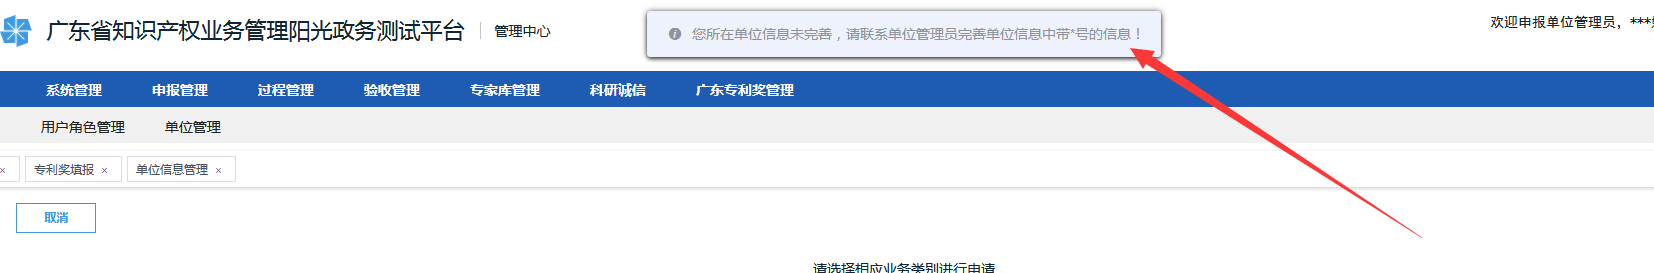 广东省知识产权业务管理阳光政务测试平台 管理中心
您所在单位信息未完善，请联系单位管理员完善单位信息中带*号的信息！
欢迎申报单位管理员，***
系统管理 申报管理 过程管理 验收管理 专家库管理 科研诚信 广东专利奖管理
用户角色管理 单位管理
× 专利奖填报 × 单位信息管理 ×
取消
请选择相应业务类别进行申请